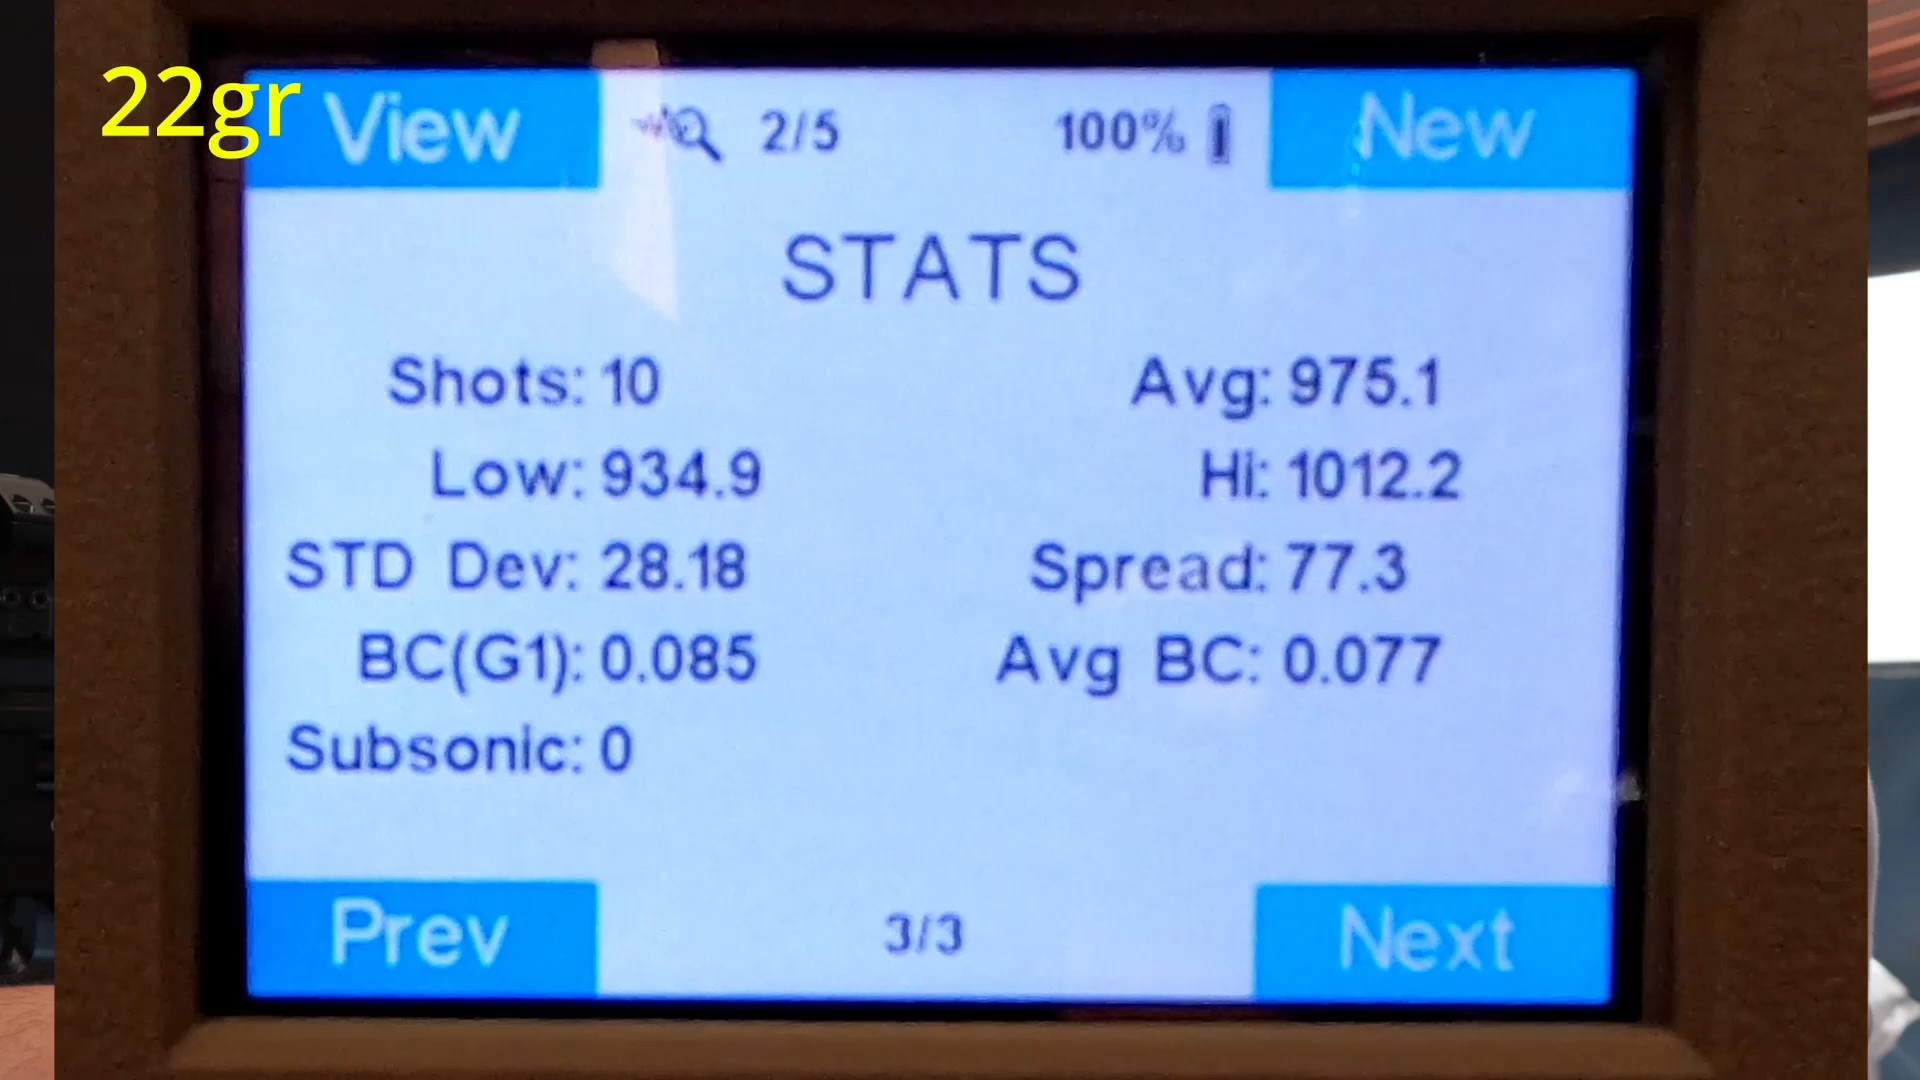 22gr
View 2/5 100% New
STATS
Shots: 10 Avg: 975.1
Low: 934.9 Hi: 1012.2
STD Dev: 28.18 Spread: 77.3
BC(G1): 0.085 Avg BC: 0.077
Subsonic: 0
Prev 3/3 Next